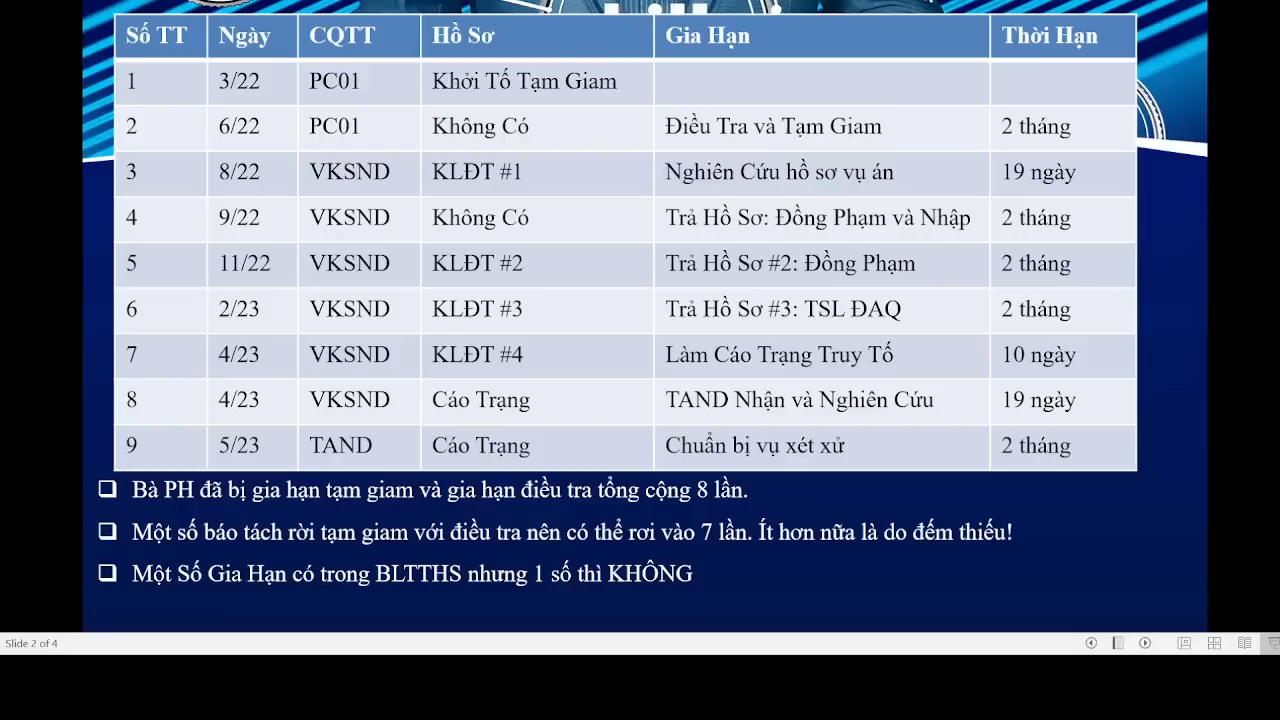 Số TT Ngày CQTT Hồ Sơ Gia Hạn Thời Hạn
1 3/22 PC01 Khởi Tố Tạm Giam
2 6/22 PC01 Không Có Điều Tra và Tạm Giam 2 tháng
3 8/22 VKSND KLĐT #1 Nghiên Cứu hồ sơ vụ án 19 ngày
4 9/22 VKSND Không Có Trả Hồ Sơ: Đồng Phạm và Nhập 2 tháng
5 11/22 VKSND KLĐT #2 Trả Hồ Sơ #2: Đồng Phạm 2 tháng
6 2/23 VKSND KLĐT #3 Trả Hồ Sơ #3: TSL ĐAQ 2 tháng
7 4/23 VKSND KLĐT #4 Làm Cáo Trạng Truy Tố 10 ngày
8 4/23 VKSND Cáo Trạng TAND Nhận và Nghiên Cứu 19 ngày
9 5/23 TAND Cáo Trạng Chuẩn bị vụ xét xử 2 tháng
Bà PH đã bị gia hạn tạm giam và gia hạn điều tra tổng cộng 8 lần.
Một số báo tách rời tạm giam với điều tra nên có thể rơi vào 7 lần. Ít hơn nữa là do đếm thiếu!
Một Số Gia Hạn có trong BLTTHS nhưng 1 số thì KHÔNG
Slide 2 of 4